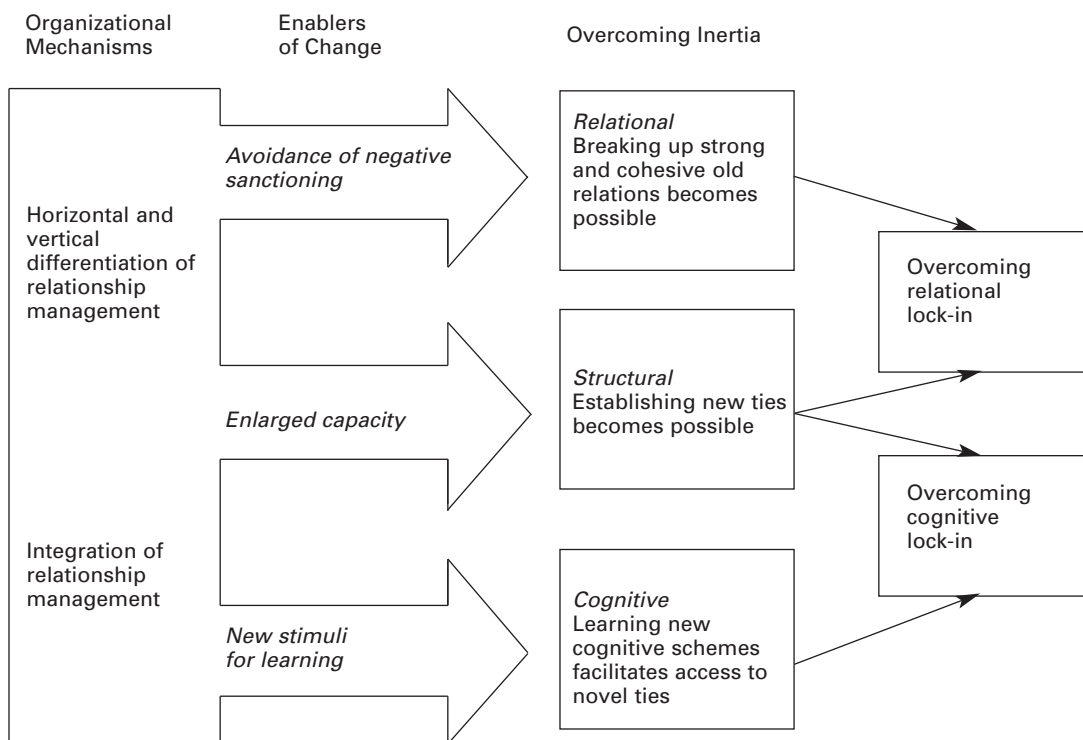 Organizational
Mechanisms
Enablers
of Change
Overcoming Inertia
Horizontal and
vertical
differentiation of
relationship
management
Integration of
relationship
management
Avoidance of negative
sanctioning
Enlarged capacity
New stimuli
for learning
Relational
Breaking up strong
and cohesive old
relations becomes
possible
Structural
Establishing new ties
becomes possible
Cognitive
Learning new
cognitive schemes
facilitates access to
novel ties
Overcoming
relational
lock-in
Overcoming
cognitive
lock-in